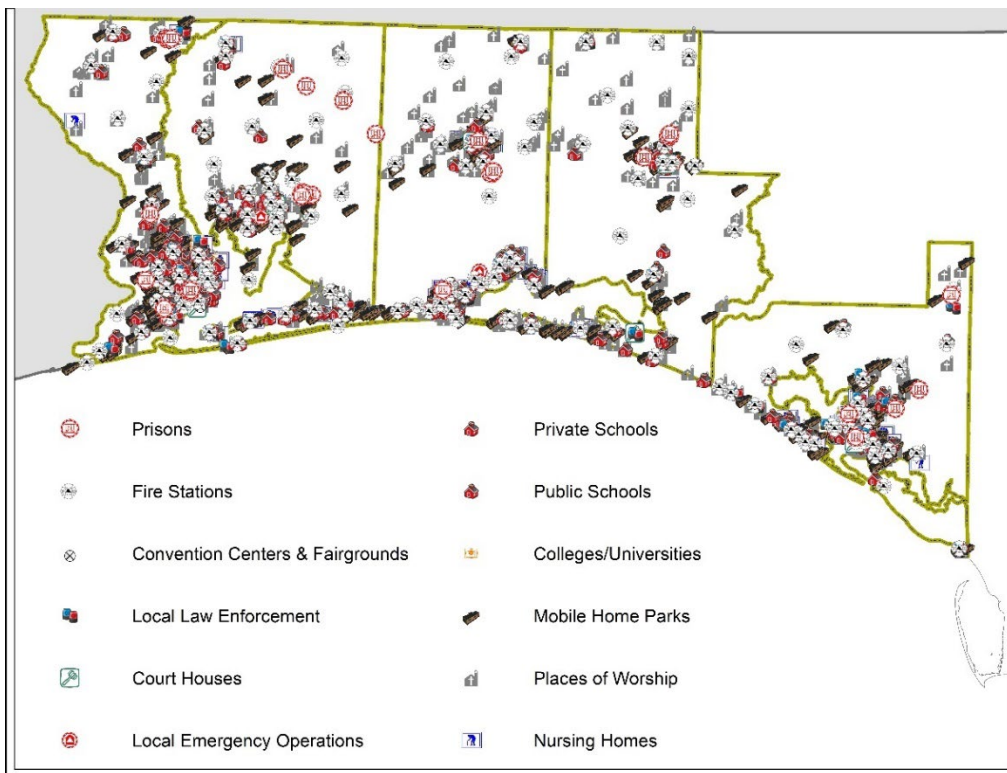 Prisons
Private Schools
Fire Stations
Public Schools
Convention Centers & Fairgrounds
Colleges/Universities
Local Law Enforcement
Mobile Home Parks
Court Houses
Places of Worship
Local Emergency Operations
Nursing Homes